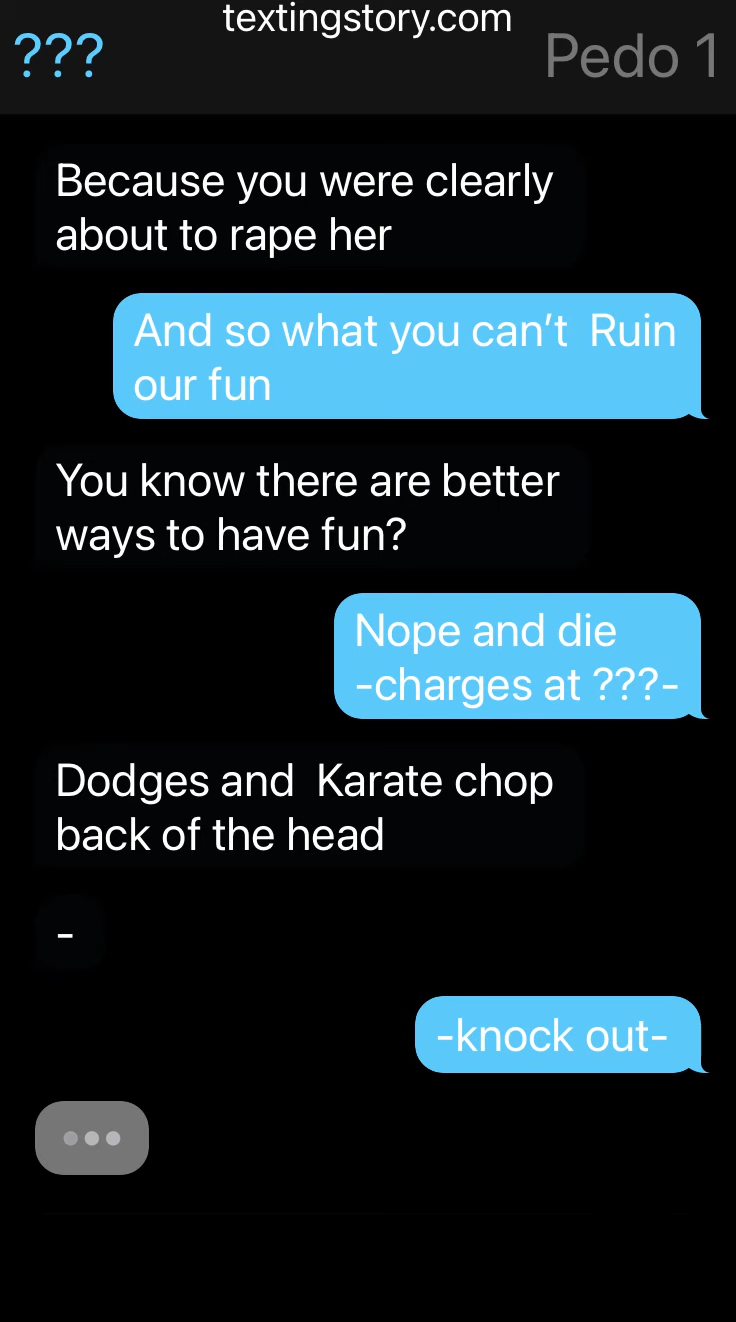 textingstory.com
??? Pedo 1
Because you were clearly
about to rape her
And so what you can’t  Ruin
our fun
You know there are better
ways to have fun?
Nope and die
-charges at ???-
Dodges and  Karate chop
back of the head
-
-knock out-